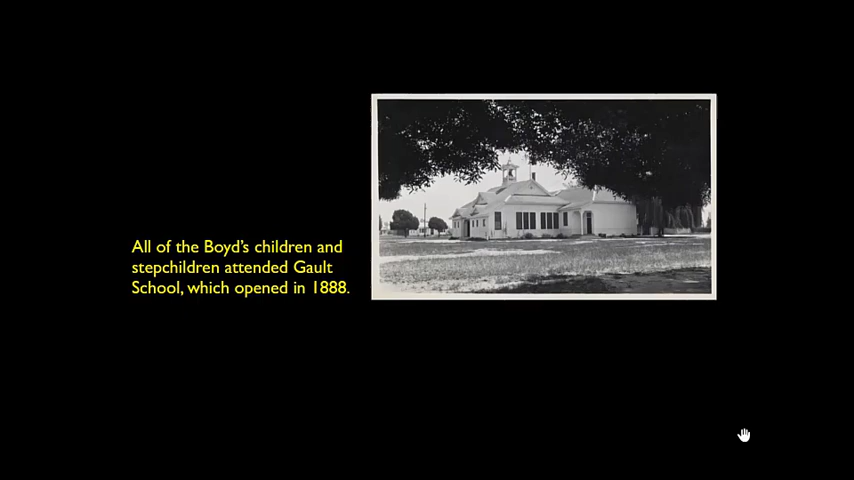 All of the Boyd's children and
stepchildren attended Gault
School, which opened in 1888.